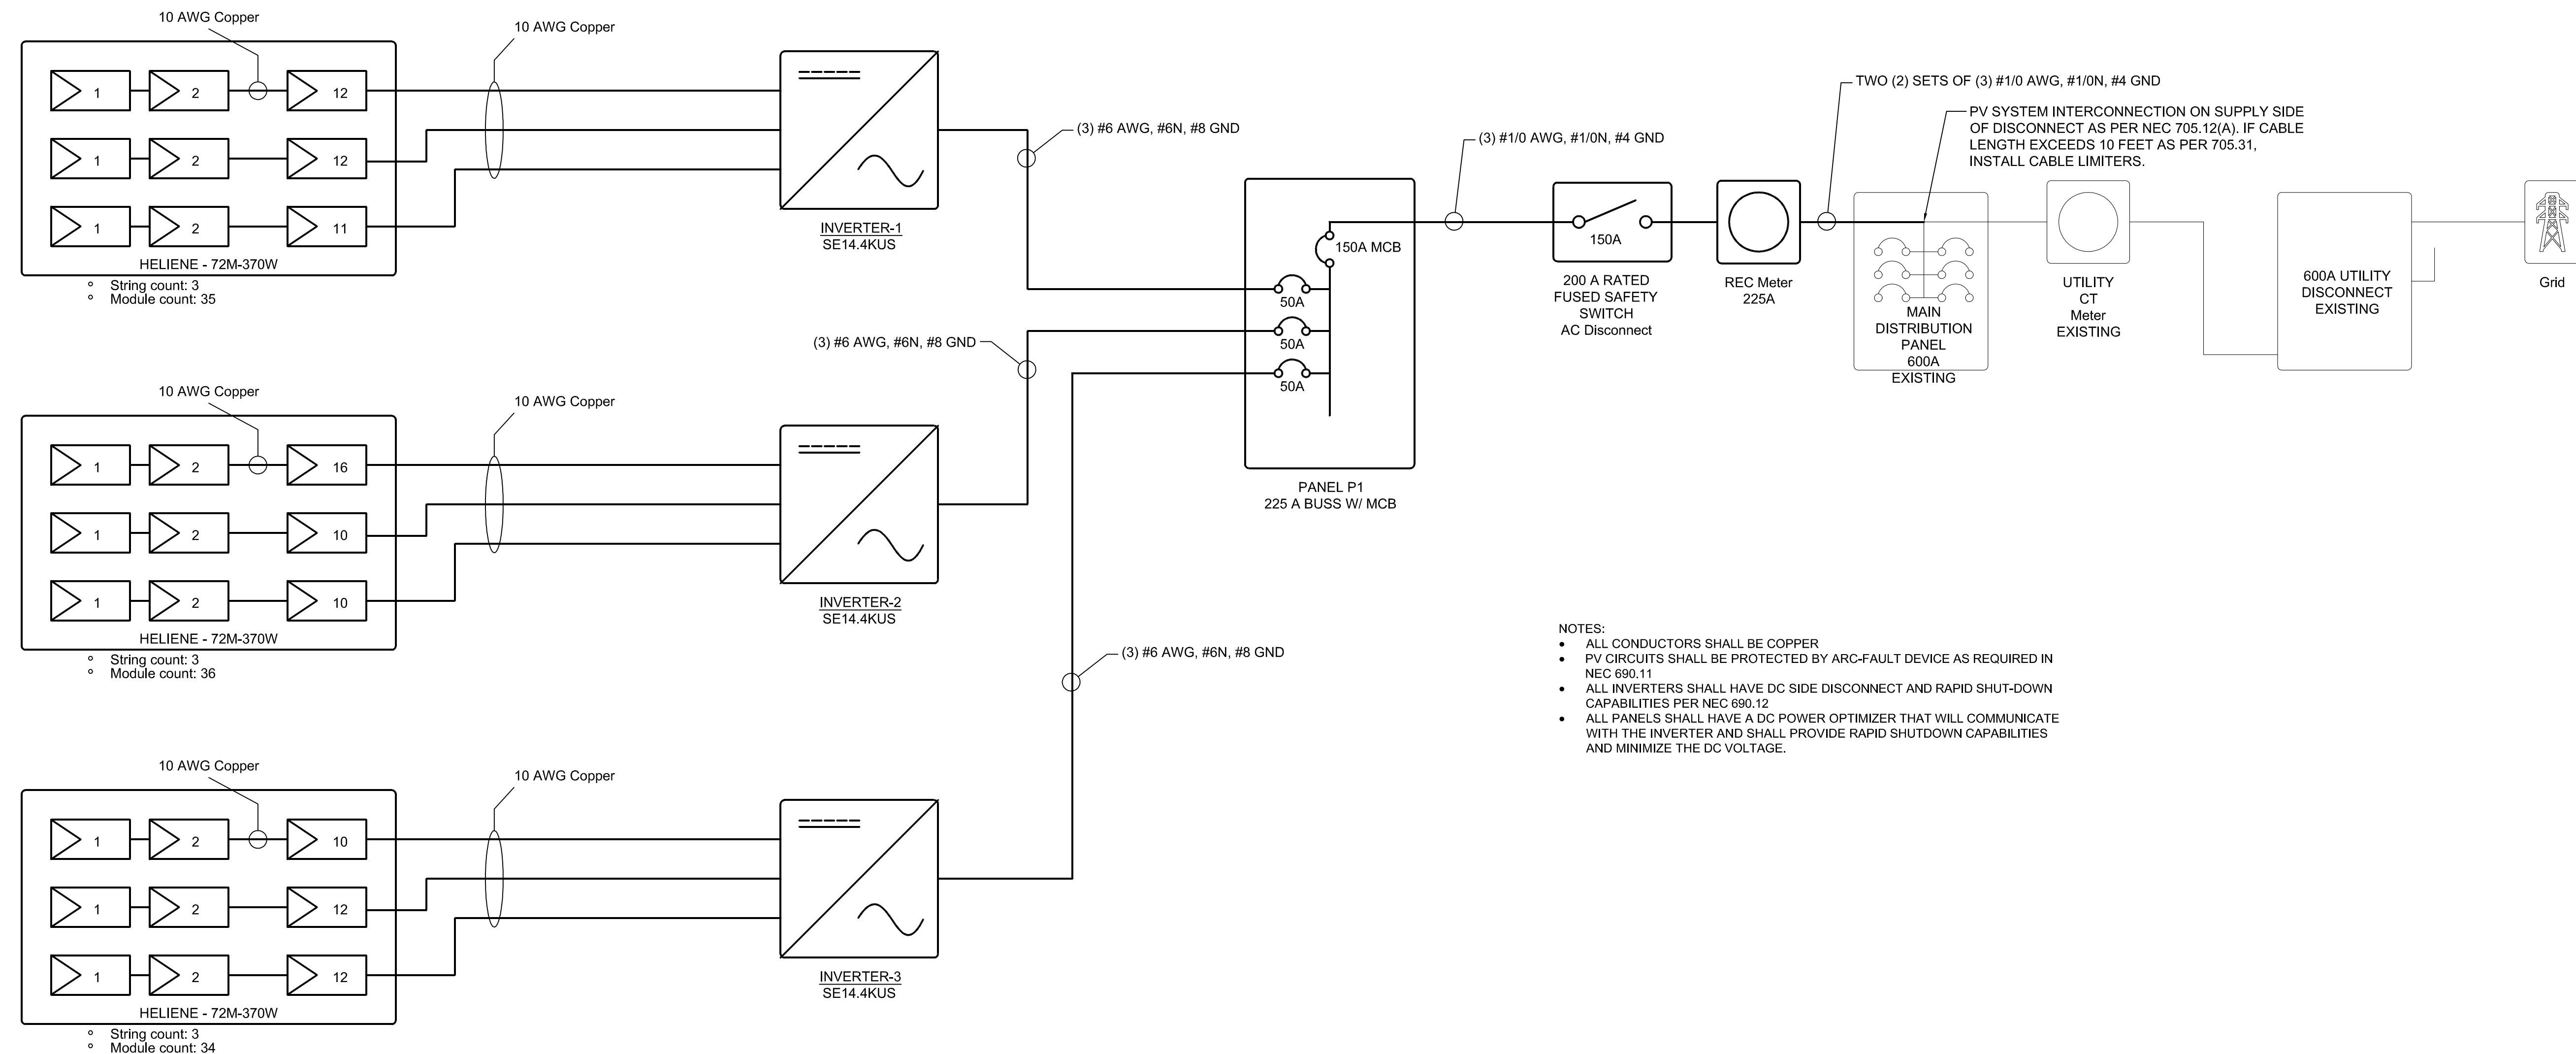 10 AWG Copper
10 AWG Copper
1 2 12
1 2 12
1 2 11
HELIENE - 72M-370W
String count: 3
Module count: 35
INVERTER-1
SE14.4KUS
(3) #6 AWG, #6N, #8 GND
10 AWG Copper
10 AWG Copper
1 2 16
1 2 10
1 2 10
HELIENE - 72M-370W
String count: 3
Module count: 36
INVERTER-2
SE14.4KUS
(3) #6 AWG, #6N, #8 GND
10 AWG Copper
10 AWG Copper
1 2 10
1 2 12
1 2 12
HELIENE - 72M-370W
String count: 3
Module count: 34
INVERTER-3
SE14.4KUS
(3) #6 AWG, #6N, #8 GND
150A MCB
50A
50A
50A
PANEL P1
225 A BUSS W/ MCB
(3) #1/0 AWG, #1/0N, #4 GND
150A
200 A RATED
FUSED SAFETY
SWITCH
AC Disconnect
REC Meter
225A
TWO (2) SETS OF (3) #1/0 AWG, #1/0N, #4 GND
PV SYSTEM INTERCONNECTION ON SUPPLY SIDE
OF DISCONNECT AS PER NEC 705.12(A). IF CABLE
LENGTH EXCEEDS 10 FEET AS PER 705.31,
INSTALL CABLE LIMITERS.
MAIN
DISTRIBUTION
PANEL
600A
EXISTING
UTILITY
CT
Meter
EXISTING
600A UTILITY
DISCONNECT
EXISTING
Grid
NOTES:
• ALL CONDUCTORS SHALL BE COPPER
• PV CIRCUITS SHALL BE PROTECTED BY ARC-FAULT DEVICE AS REQUIRED IN
NEC 690.11
• ALL INVERTERS SHALL HAVE DC SIDE DISCONNECT AND RAPID SHUT-DOWN
CAPABILITIES PER NEC 690.12
• ALL PANELS SHALL HAVE A DC POWER OPTIMIZER THAT WILL COMMUNICATE
WITH THE INVERTER AND SHALL PROVIDE RAPID SHUTDOWN CAPABILITIES
AND MINIMIZE THE DC VOLTAGE.